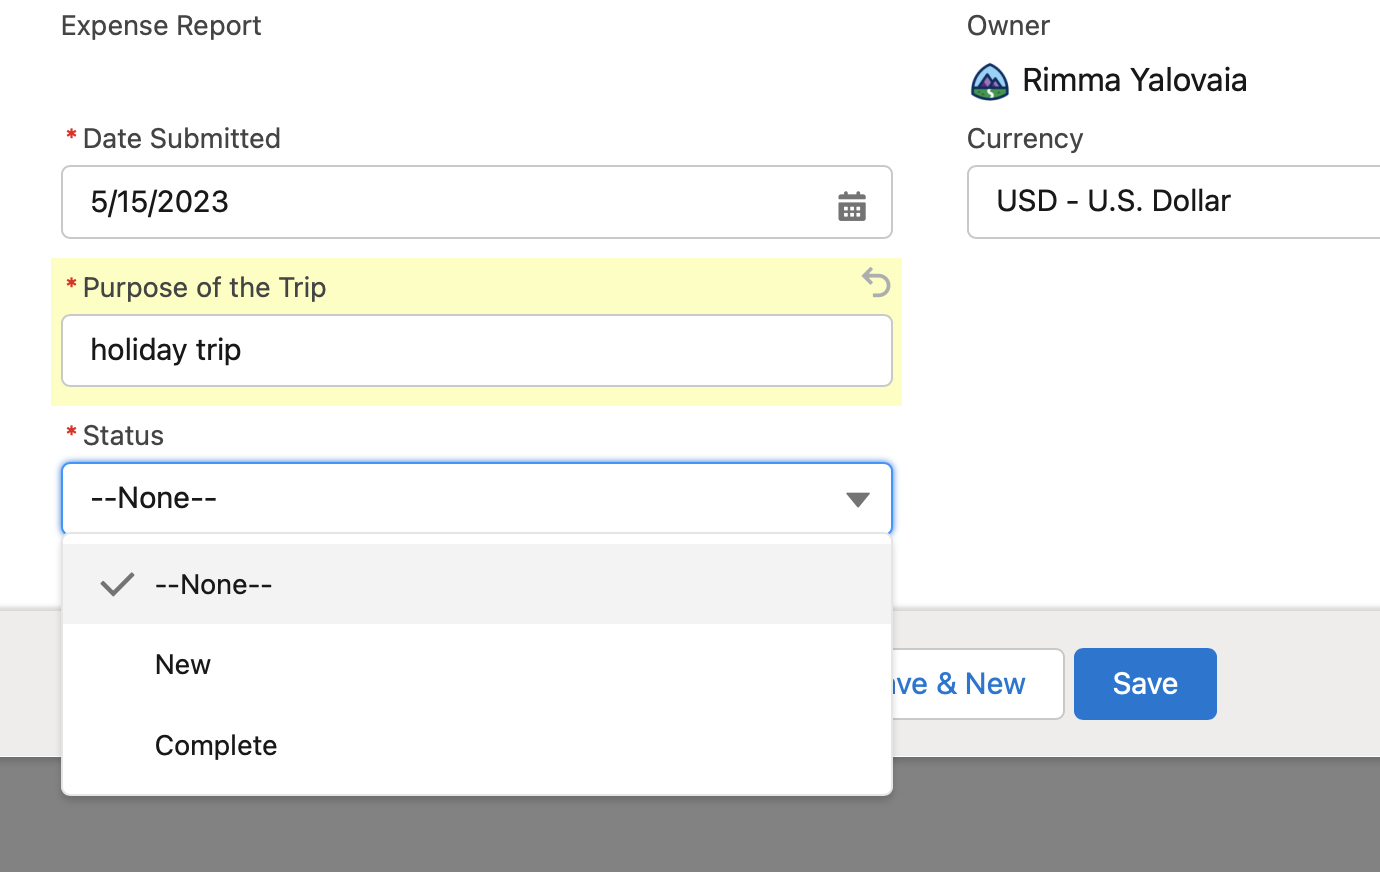 Expense Report
Owner
Rimma Yalovaia
* Date Submitted
5/15/2023
Currency
USD - U.S. Dollar
* Purpose of the Trip
holiday trip
* Status
--None--
--None--
New
Complete
ve & New
Save